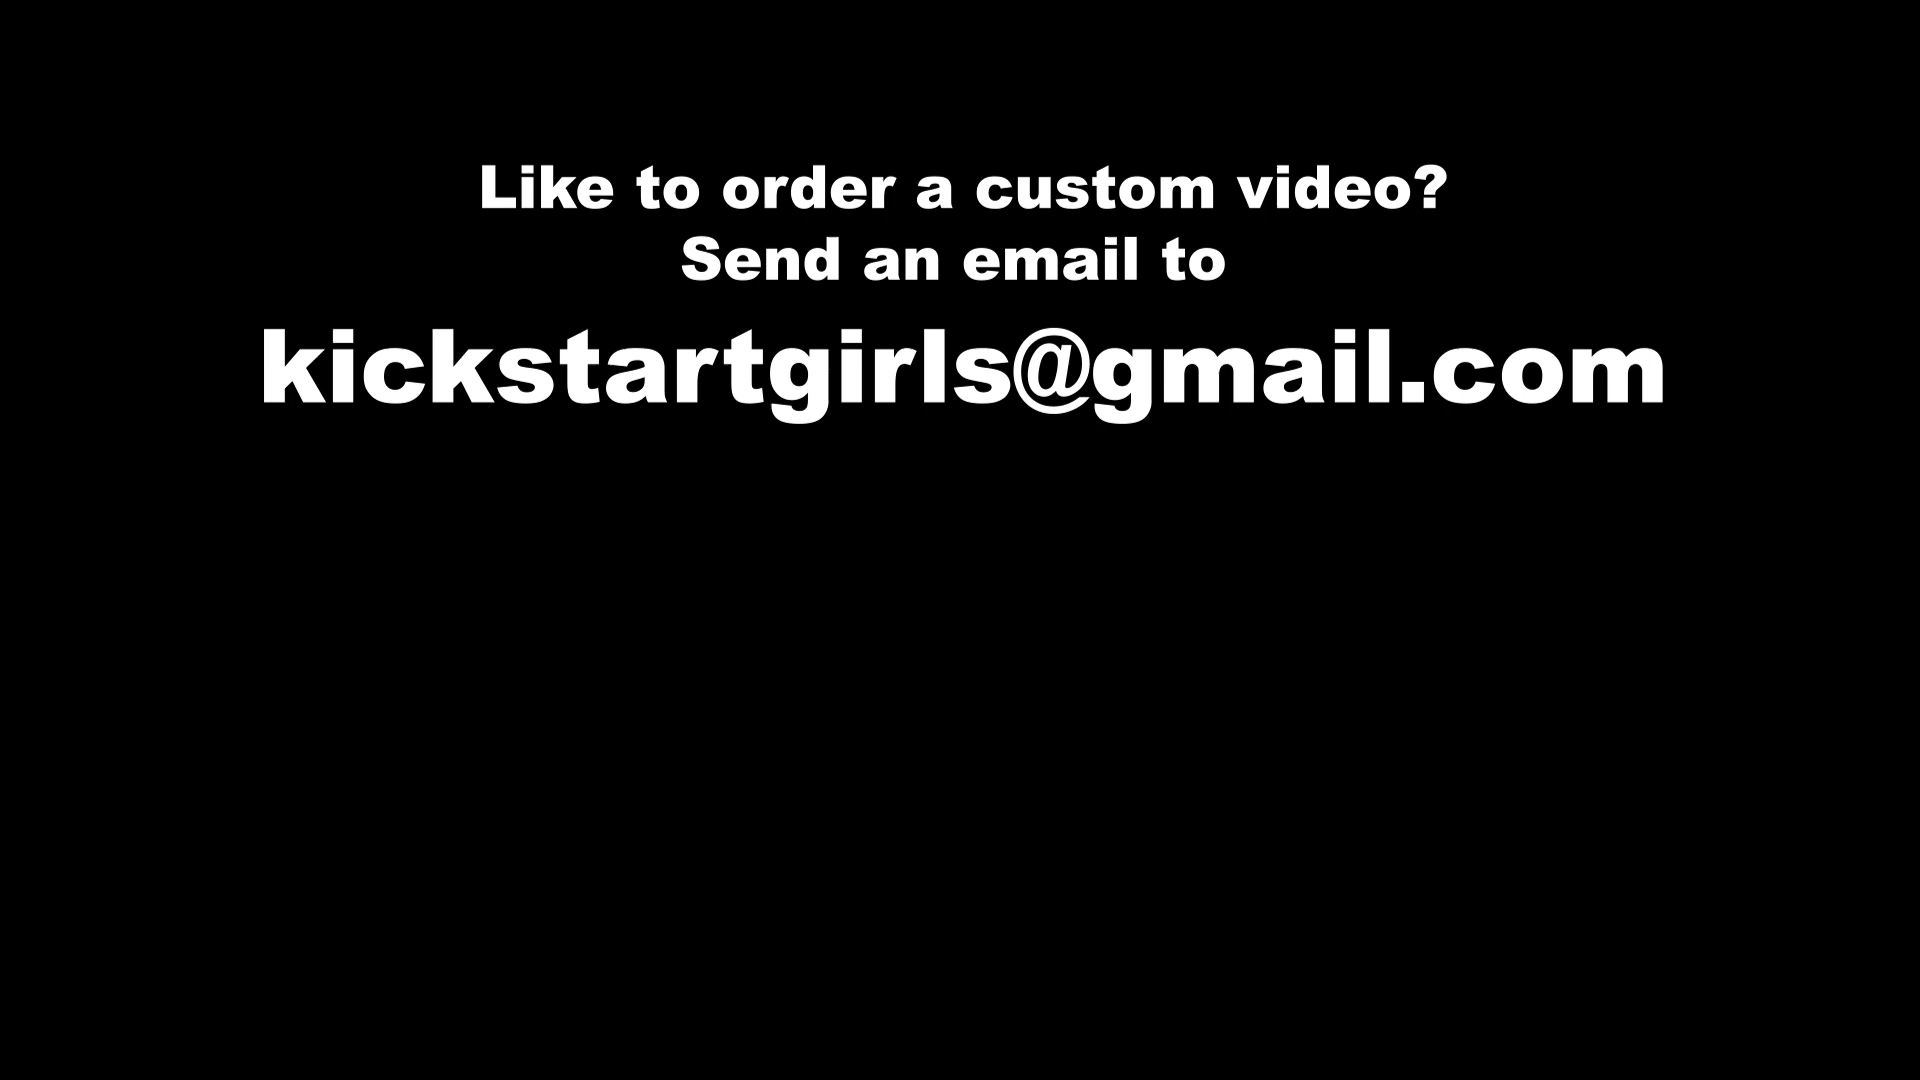 Like to order a custom video?
Send an email to
kickstartgirls@gmail.com